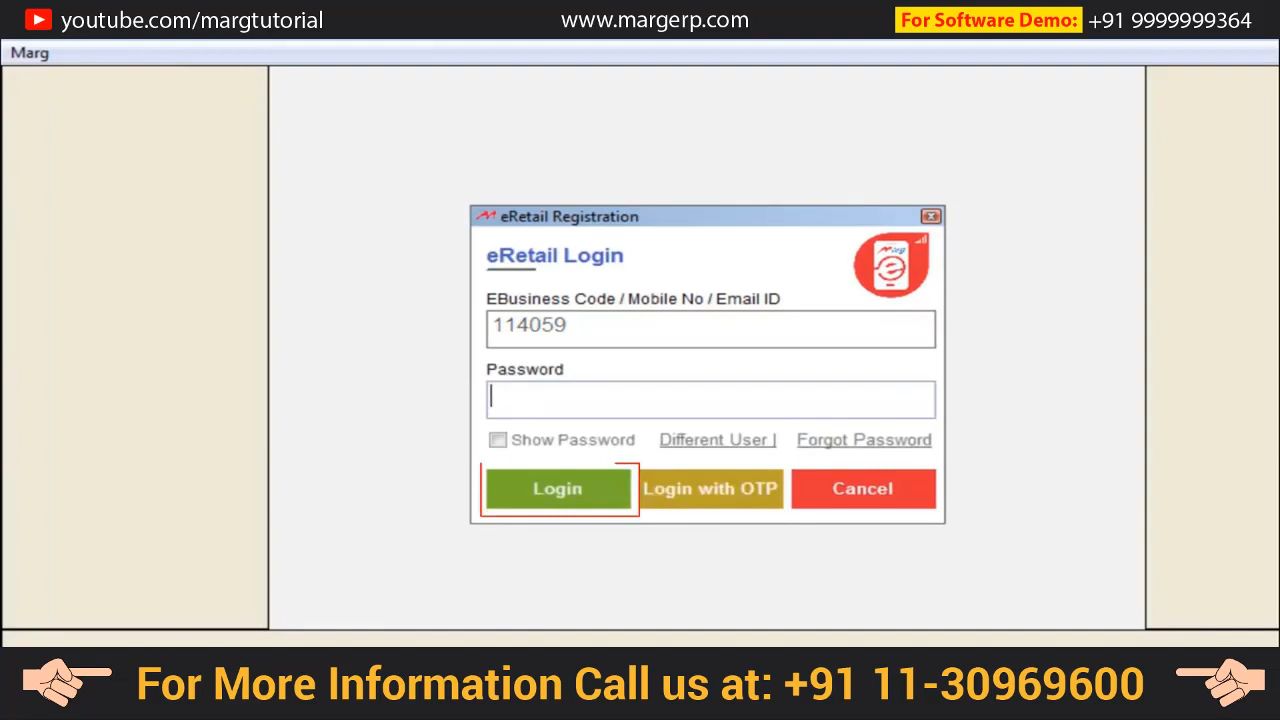 youtube.com/margtutorial
www.margerp.com
For Software Demo: +91 9999999364
Marg
eRetail Registration
eRetail Login
Marg
EBusiness Code / Mobile No / Email ID
114059
Password
Show Password
Different User |
Forgot Password
Login
Login with OTP
Cancel
For More Information Call us at: +91 11-30969600